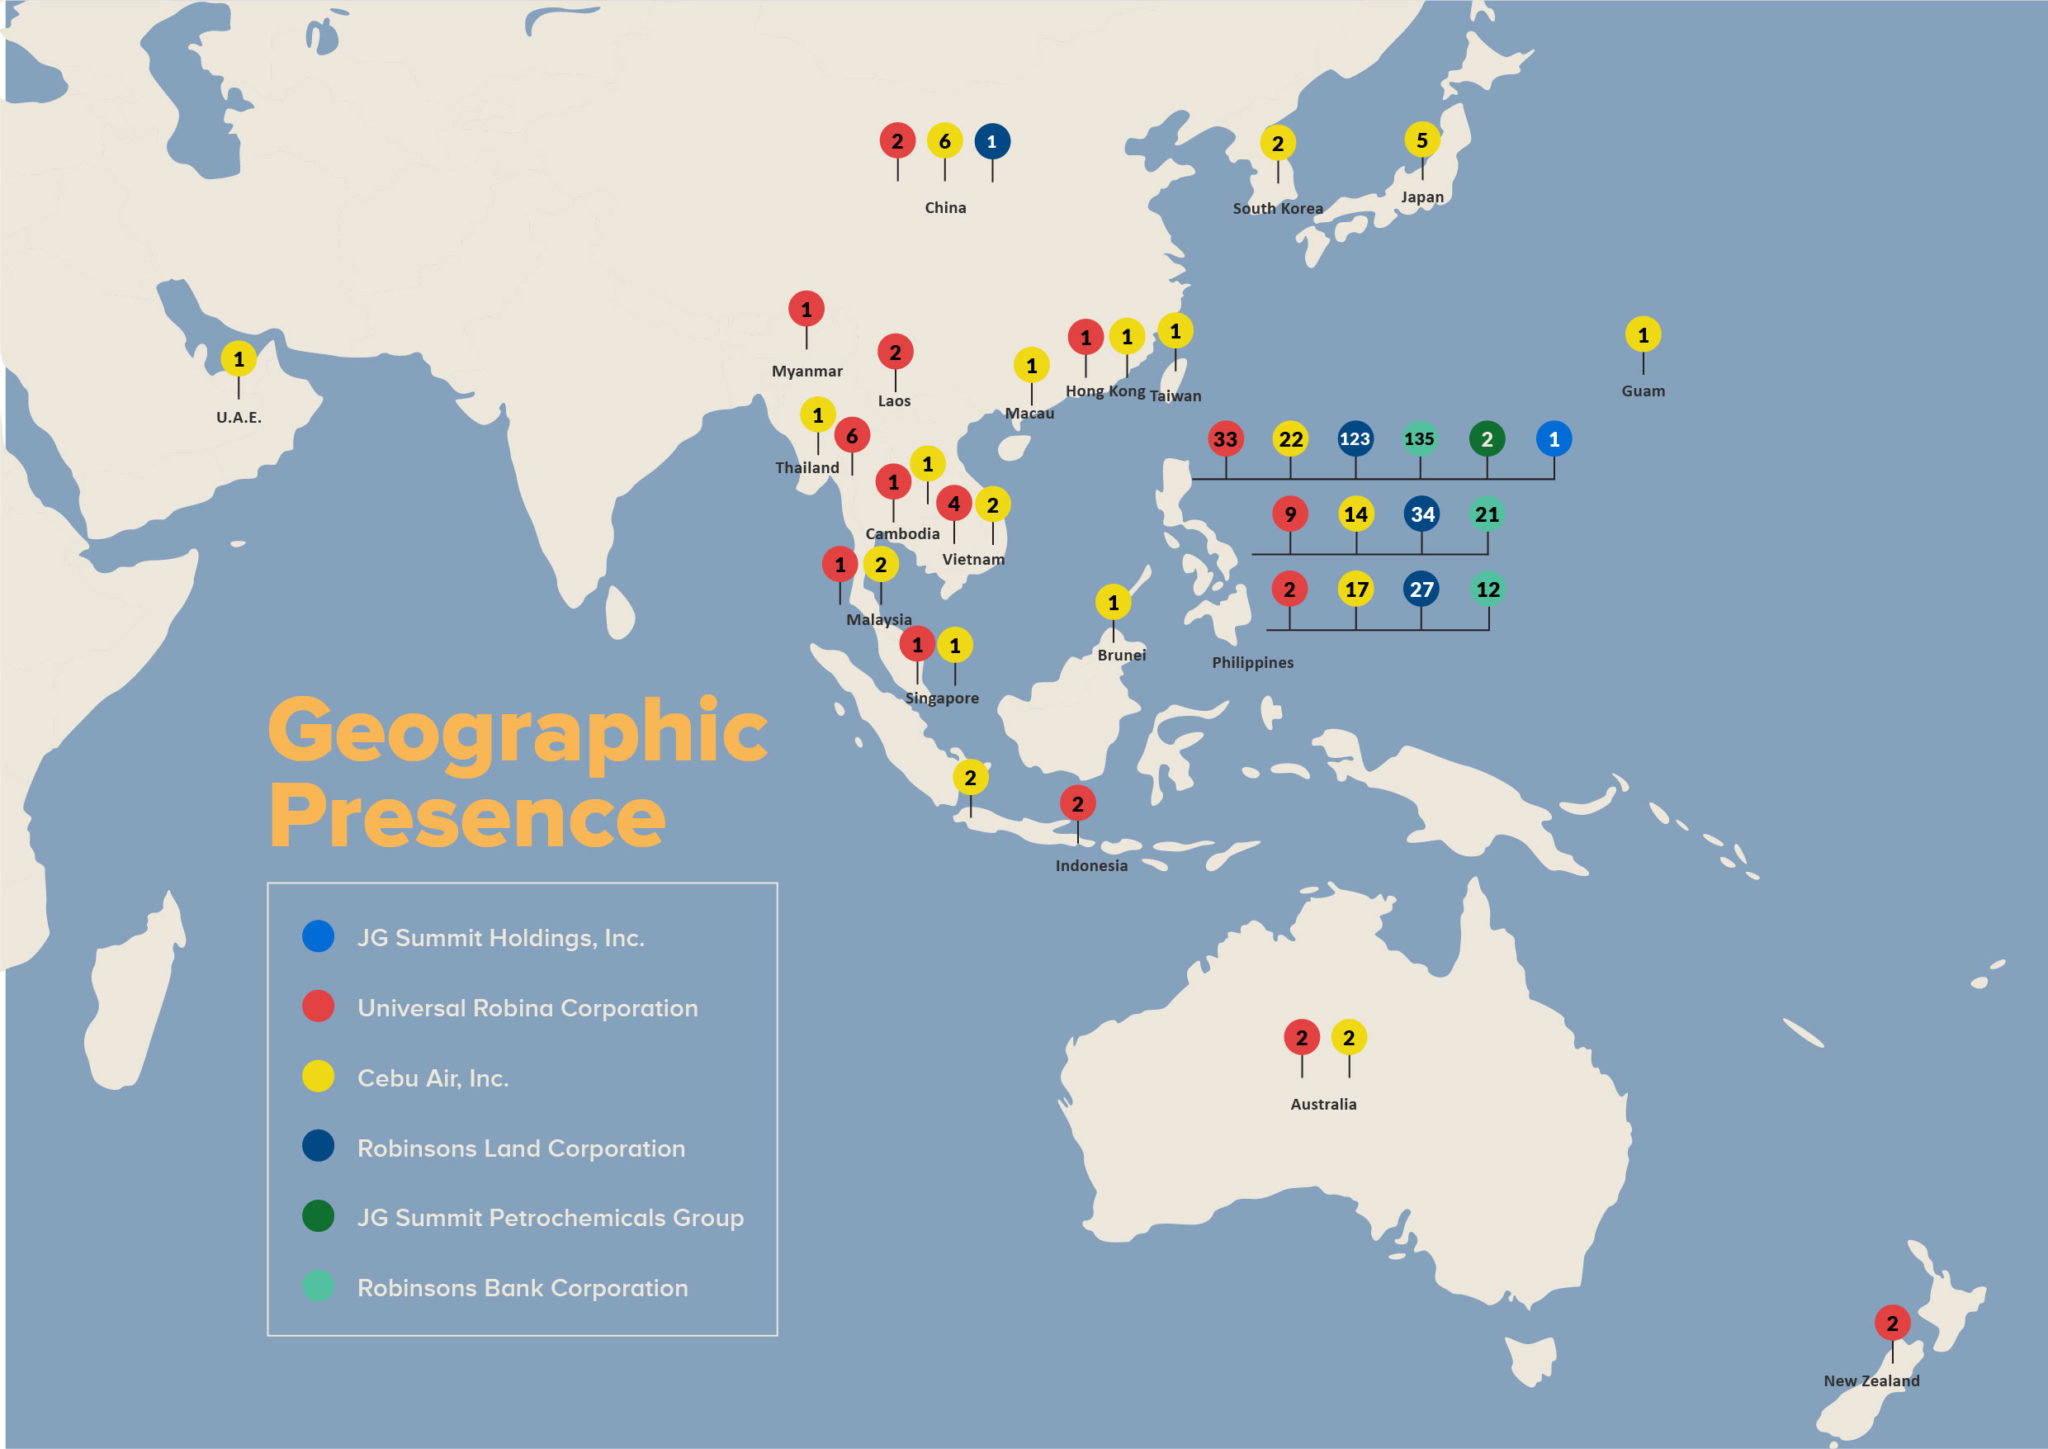 2 6 1
China
2
South Korea
5
Japan
1
Myanmar
2
Laos
1
Macau
1 1
Hong Kong
1
Taiwan
1
Guam
1
U.A.E.
1 6
Thailand
1 1
Cambodia
4 2
Vietnam
33 22 123 135 2 1
9 14 34 21
2 17 27 12
Philippines
1 2
Malaysia
1
Brunei
1 1
Singapore
2 2
Indonesia
Geographic
Presence
JG Summit Holdings, Inc.
Universal Robina Corporation
Cebu Air, Inc.
Robinsons Land Corporation
JG Summit Petrochemicals Group
Robinsons Bank Corporation
2 2
Australia
2
New Zealand